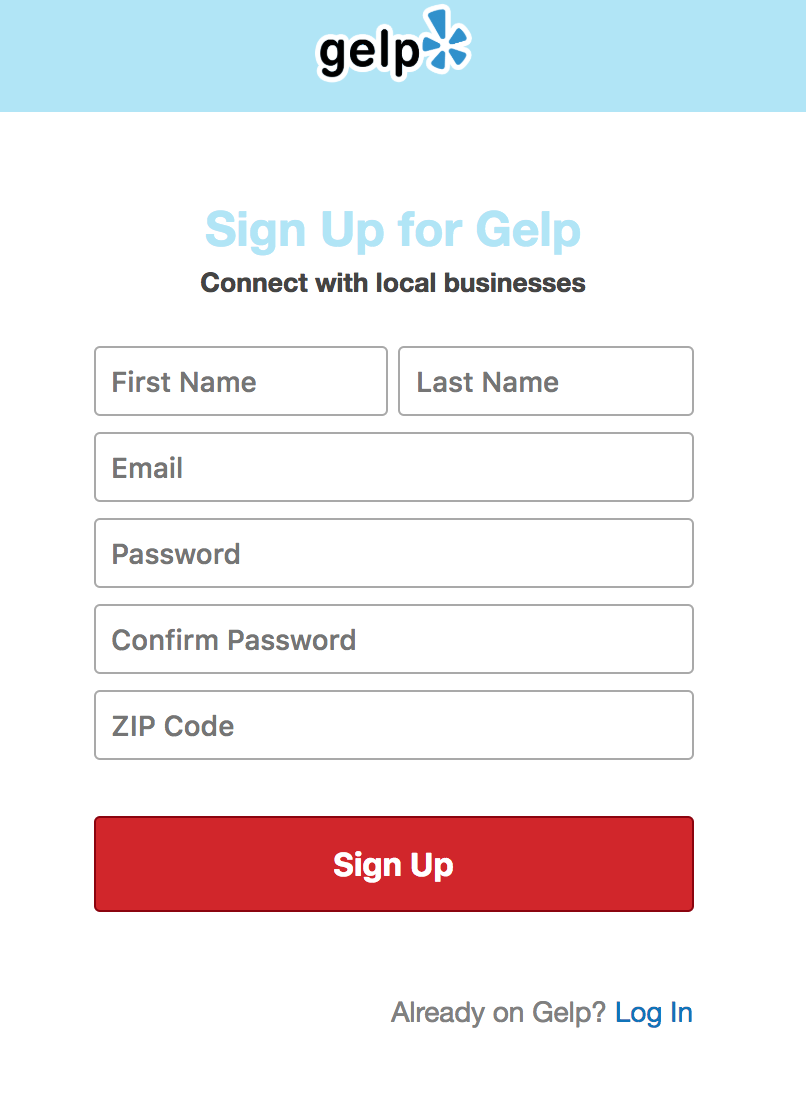 gelp
Sign Up for Gelp
Connect with local businesses
First Name Last Name
Email
Password
Confirm Password
ZIP Code
Sign Up
Already on Gelp? Log In